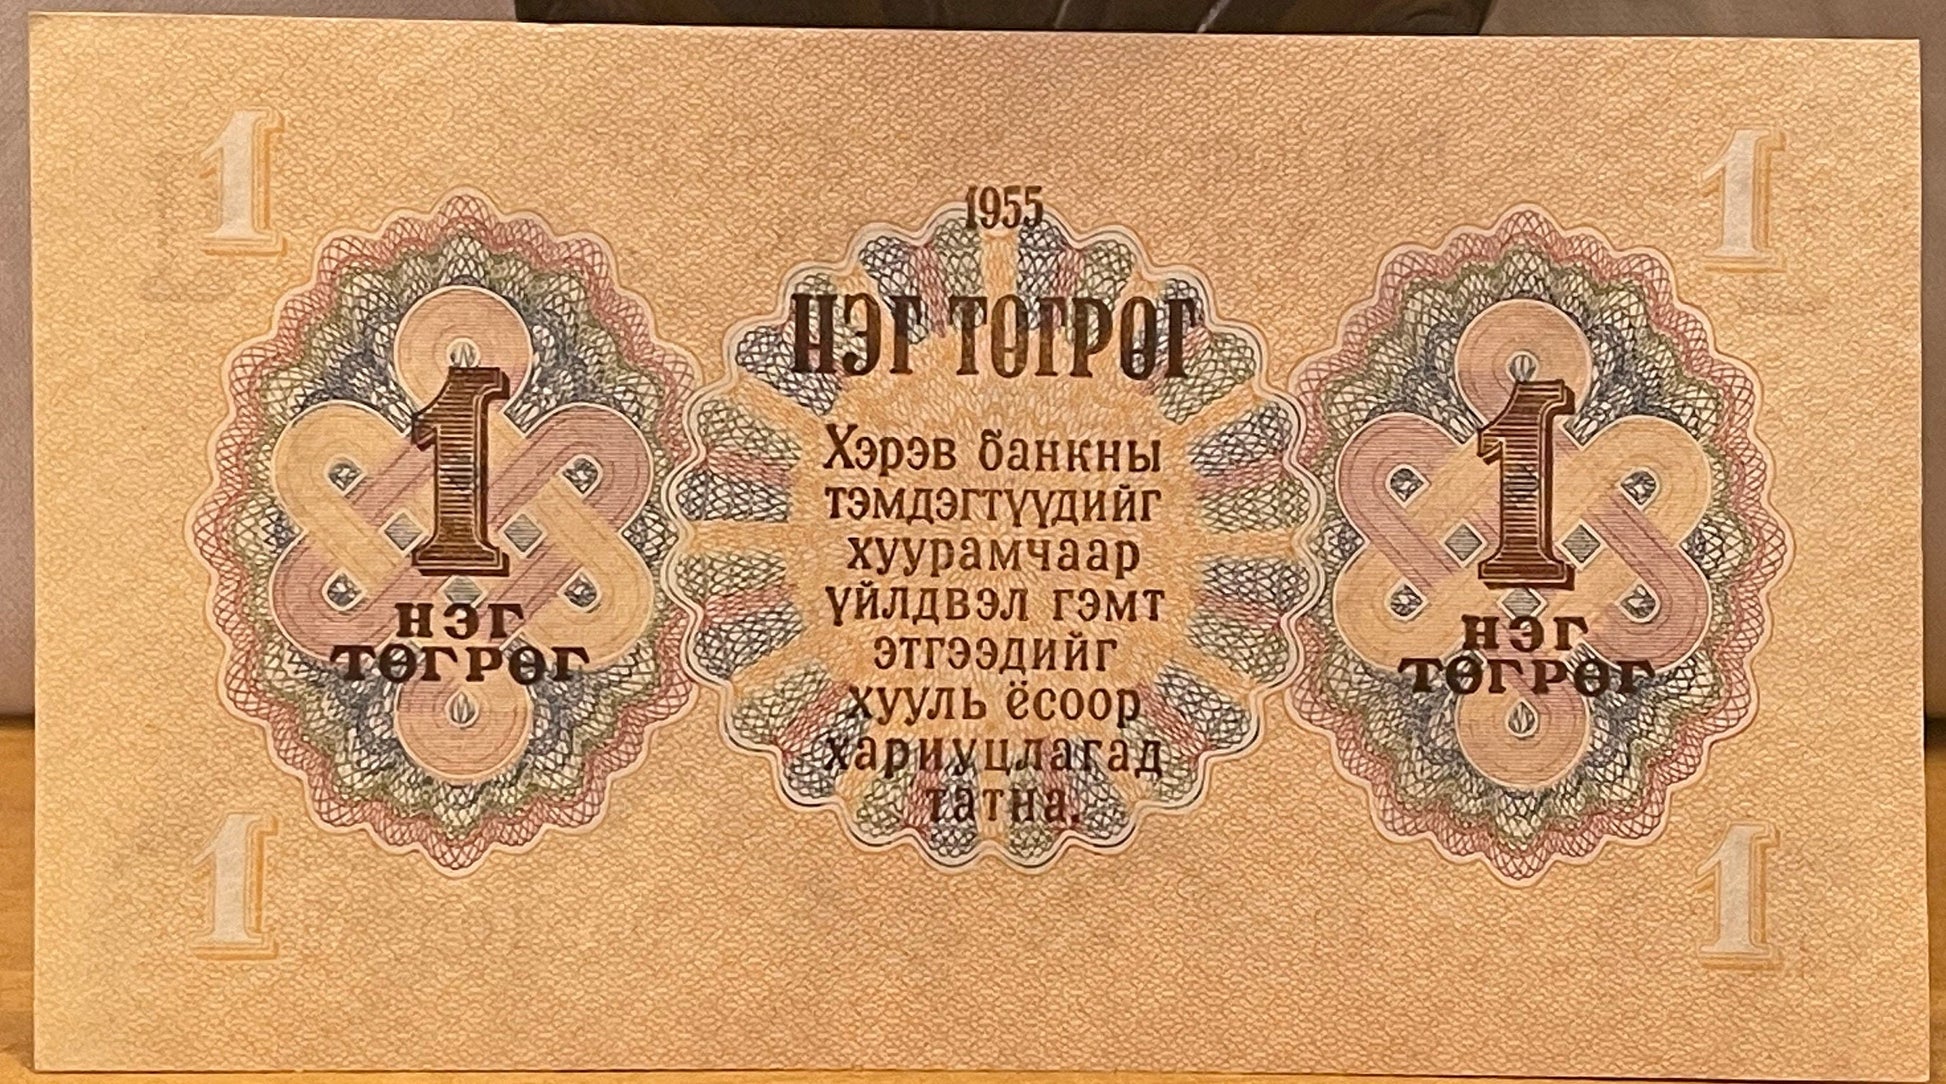 1
1
1955
НЭГ ТӨГРӨГ
1
НЭГ
ТӨГРӨГ
Хэрэв банкны
тэмдэгтүүдийг
хуурамчаар
үйлдвэл гэмт
этгээдийг
хууль ёсоор
хариуцлагад
татна.
1
НЭГ
ТӨГРӨГ
1
1